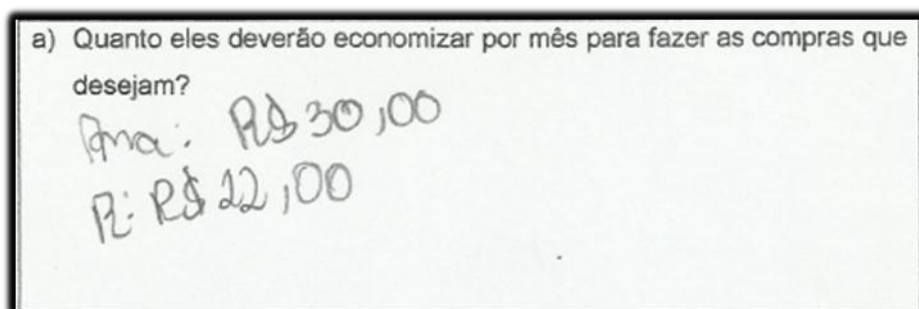 a) Quanto eles deverão economizar por mês para fazer as compras que
desejam?
Ana: R$ 30,00
R: R$ 22,00